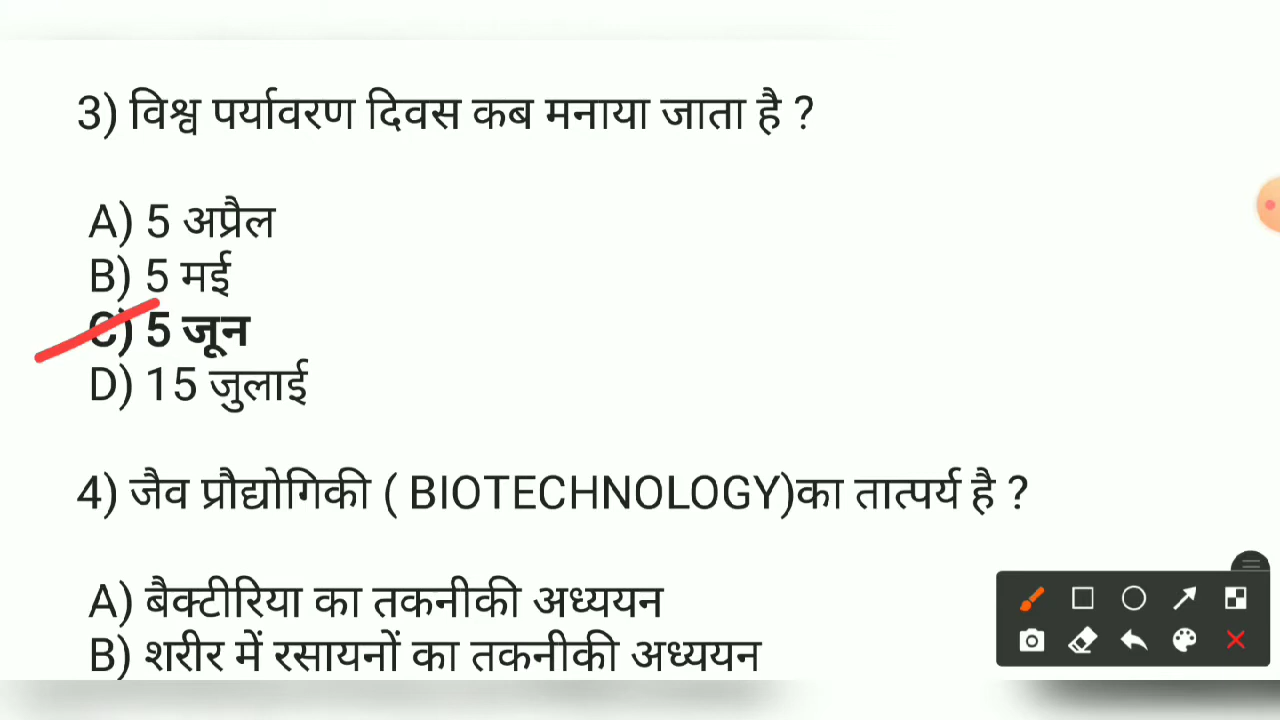 3) विश्व पर्यावरण दिवस कब मनाया जाता है ?
A) 5 अप्रैल
B) 5 मई
C) 5 जून
D) 15 जुलाई
4) जैव प्रौद्योगिकी ( BIOTECHNOLOGY)का तात्पर्य है ?
A) बैक्टीरिया का तकनीकी अध्ययन
B) शरीर में रसायनों का तकनीकी अध्ययन